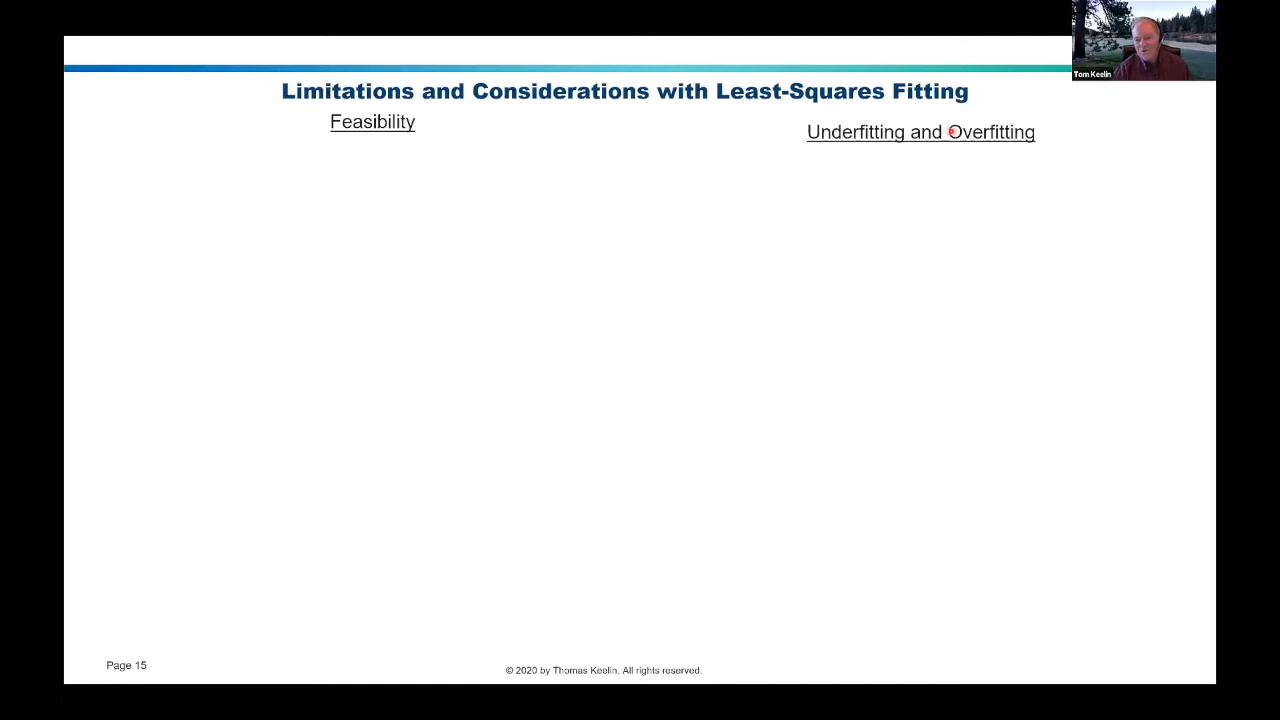 Tom Keelin
Limitations and Considerations with Least-Squares Fitting
Feasibility
Underfitting and Overfitting
Page 15
© 2020 by Thomas Keelin. All rights reserved.